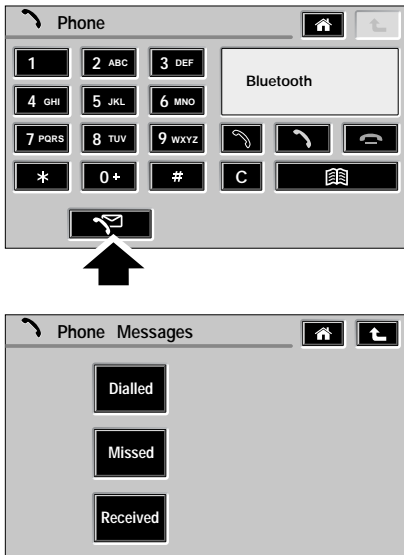 Phone
1 2 ABC 3 DEF
Bluetooth
4 GHI 5 JKL 6 MNO
7 PQRS 8 TUV 9 WXYZ
* 0+ # C
Phone Messages
Dialled
Missed
Received